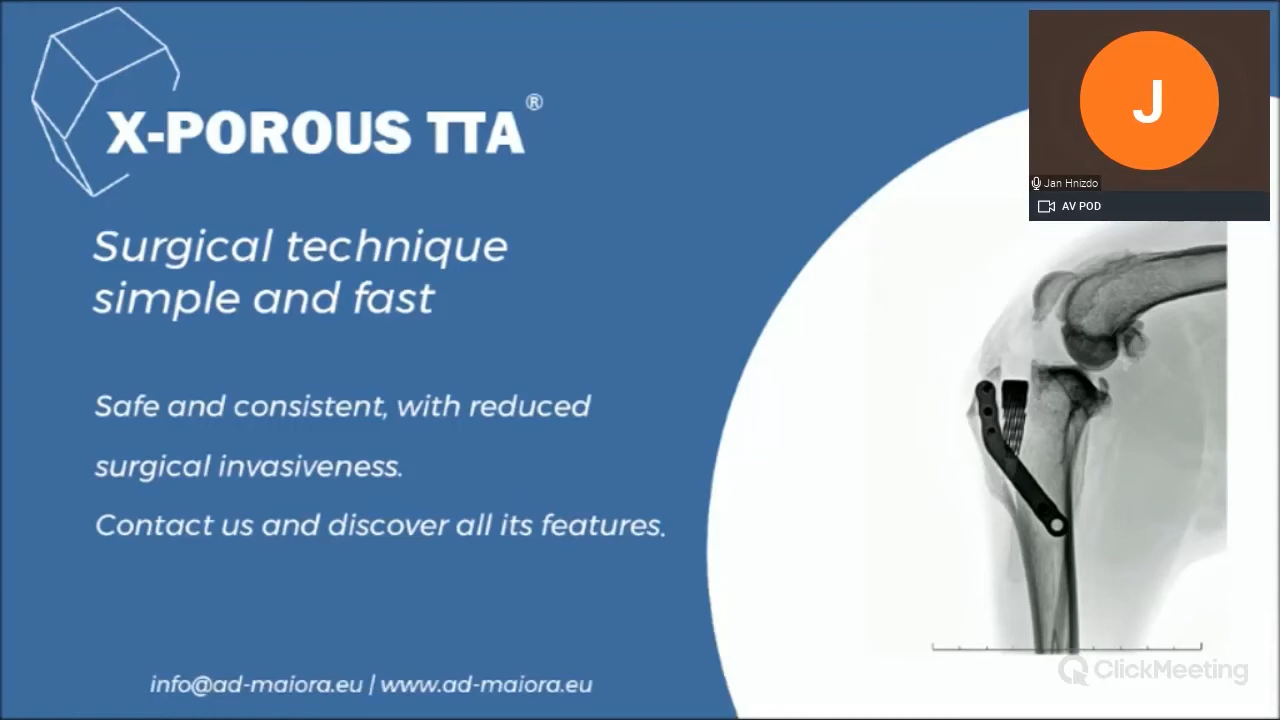 X-POROUS TTA®
Surgical technique
simple and fast
Safe and consistent, with reduced
surgical invasiveness.
Contact us and discover all its features.
info@ad-maiora.eu | www.ad-maiora.eu
J
Jan Hnizdo
AV POD
ClickMeeting